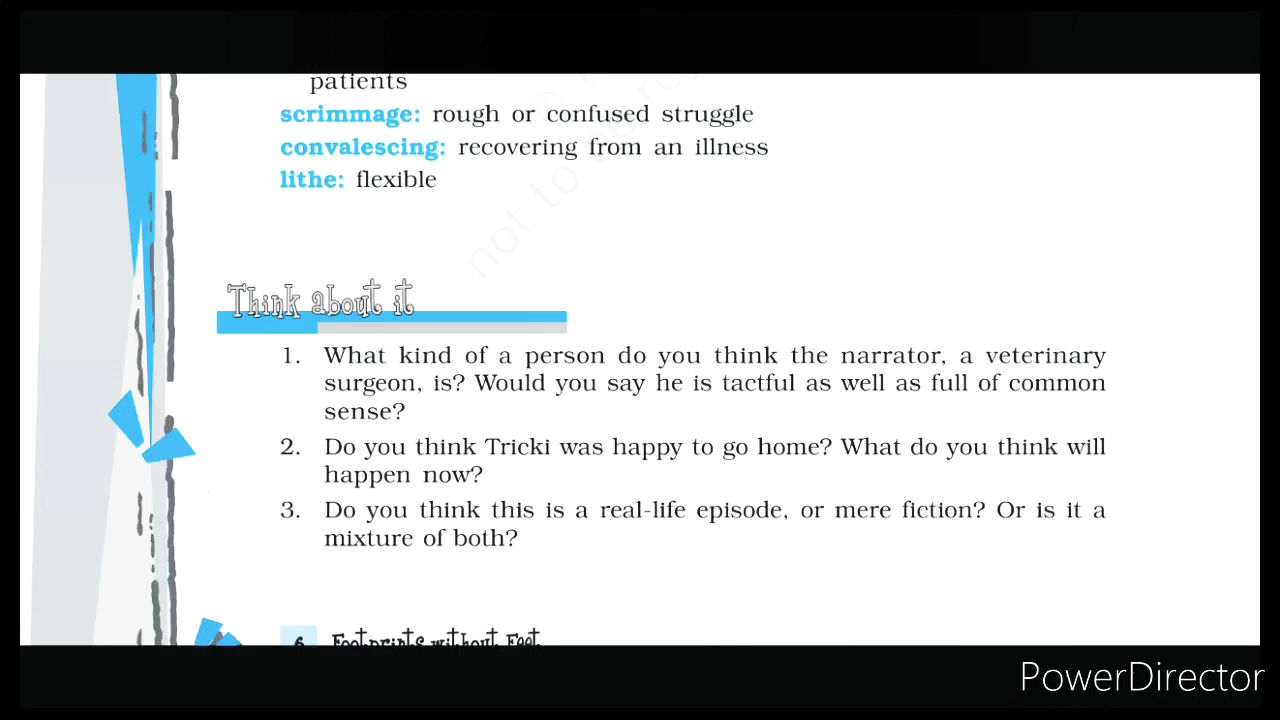 patients
scrimmage: rough or confused struggle
convalescing: recovering from an illness
lithe: flexible
not to be
Think about it
1. What kind of a person do you think the narrator, a veterinary
surgeon, is? Would you say he is tactful as well as full of common
sense?
2. Do you think Tricki was happy to go home? What do you think will
happen now?
3. Do you think this is a real-life episode, or mere fiction? Or is it a
mixture of both?
6 Footprints without Feet
PowerDirector